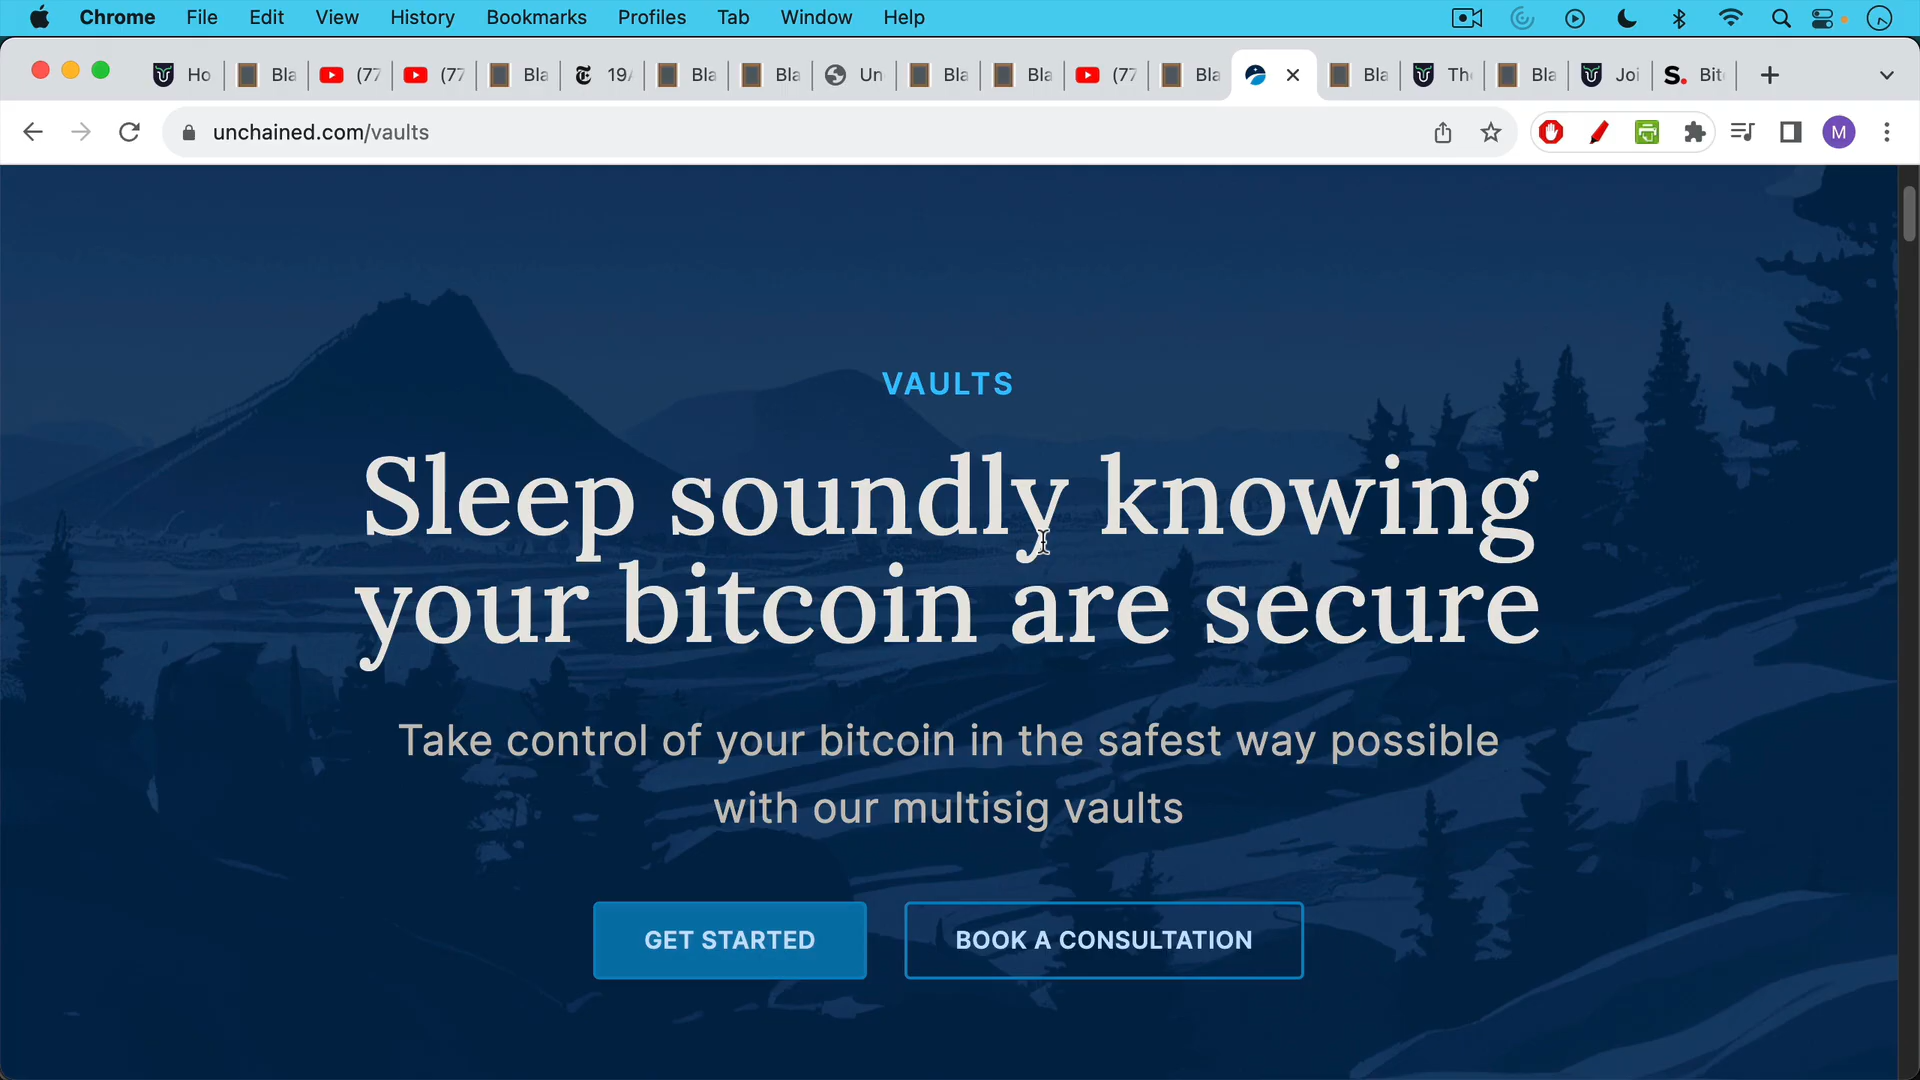 Chrome File Edit View History Bookmarks Profiles Tab Window Help
Ho Bla (77 (77 Bla 19A Bla Bla Un Bla Bla (77 Bla Bla The Bla Joi S. Bit
unchained.com/vaults M
VAULTS
Sleep soundly knowing
your bitcoin are secure
Take control of your bitcoin in the safest way possible
with our multisig vaults
GET STARTED BOOK A CONSULTATION